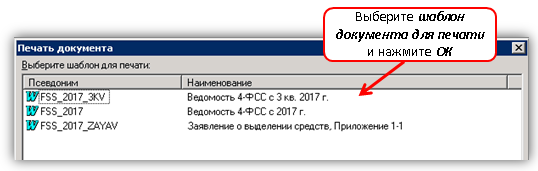 Выберите шаблон
документа для печати
и нажмите ОК
Печать документа
Выберите шаблон для печати:
Псевдоним Наименование
FSS_2017_3KV Ведомость 4-ФСС с 3 кв. 2017 г.
FSS_2017 Ведомость 4-ФСС с 2017 г.
FSS_2017_ZAYAV Заявление о выделении средств, Приложение 1-1